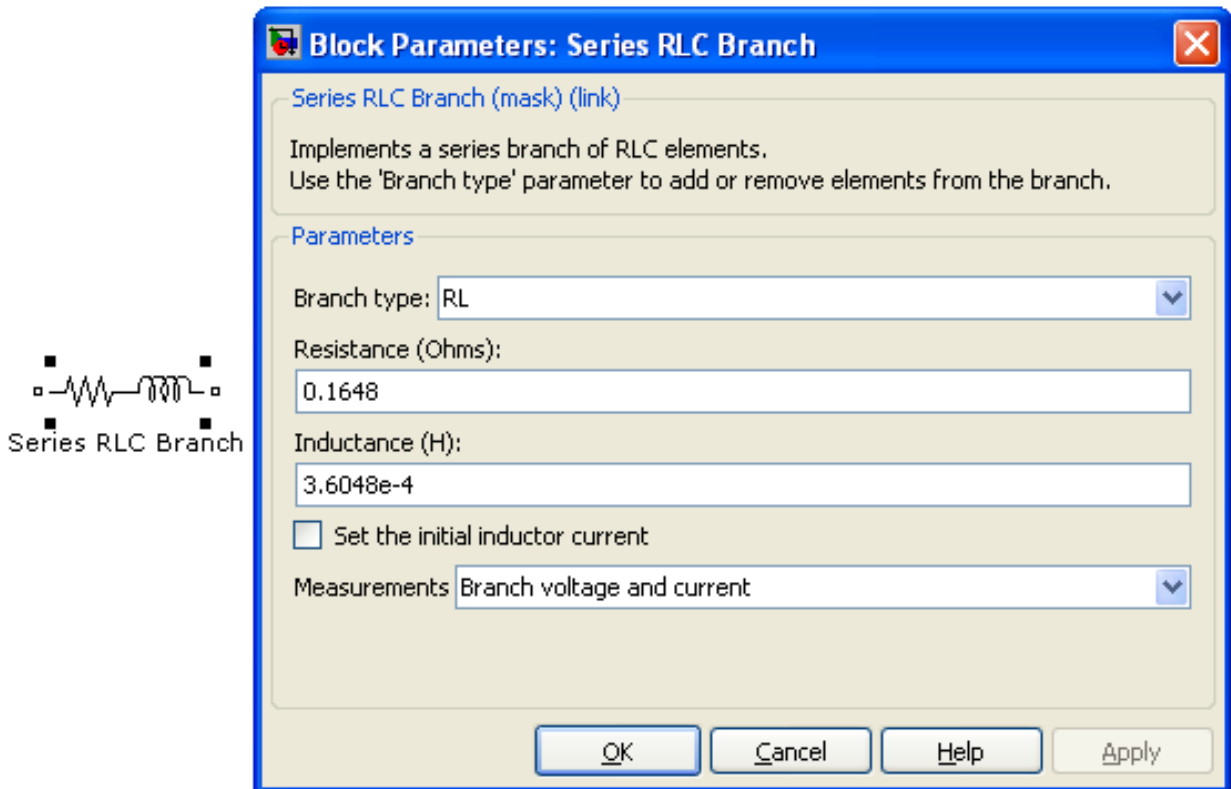 Block Parameters: Series RLC Branch
Series RLC Branch (mask) (link)
Implements a series branch of RLC elements.
Use the 'Branch type' parameter to add or remove elements from the branch.
Parameters
Branch type: RL
Resistance (Ohms):
0.1648
Inductance (H):
3.6048e-4
Set the initial inductor current
Measurements Branch voltage and current
OK Cancel Help Apply
Series RLC Branch